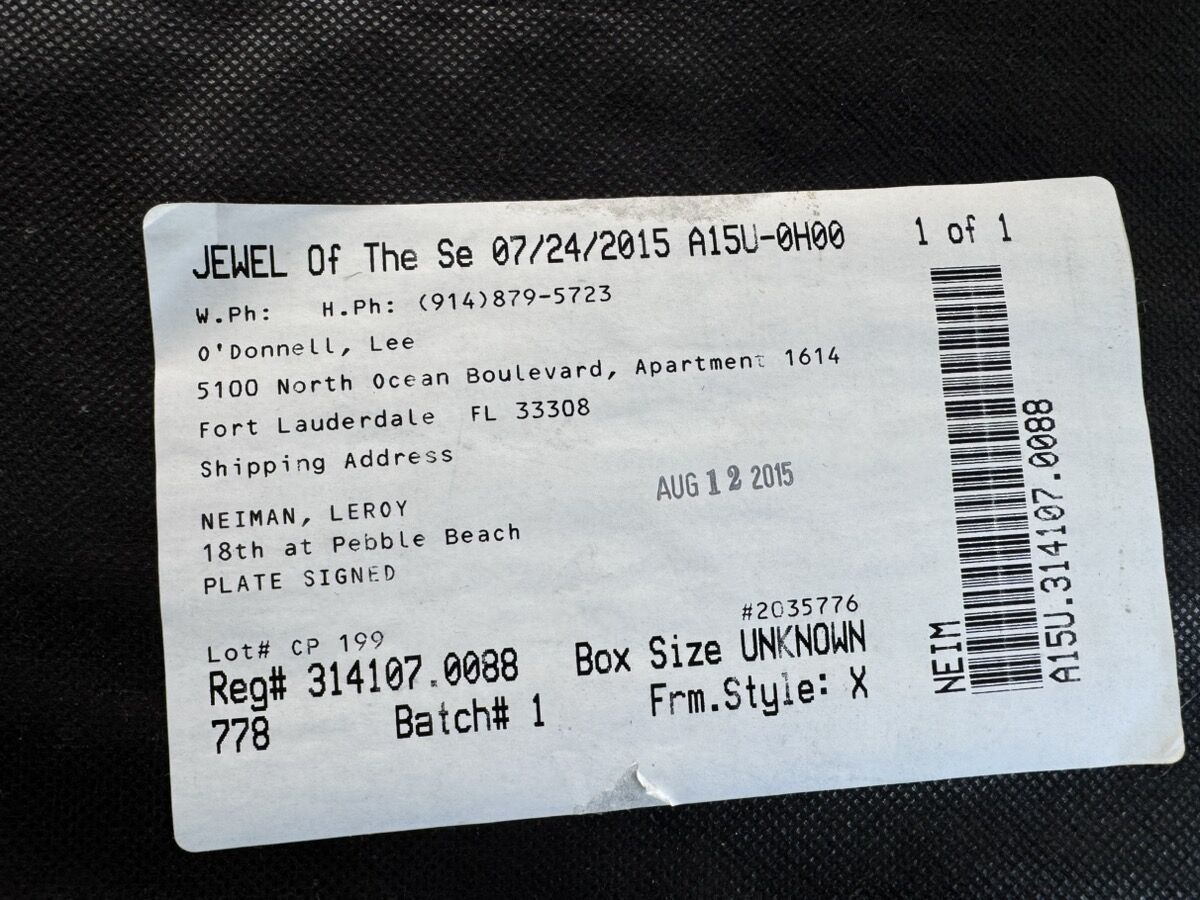 JEWEL Of The Se 07/24/2015 A15U-0H00 1 of 1
W.Ph: H.Ph: (914)879-5723
O'Donnell, Lee
5100 North Ocean Boulevard, Apartment 1614
Fort Lauderdale FL 33308
Shipping Address
AUG 12 2015
NEIMAN, LEROY
18th at Pebble Beach
PLATE SIGNED
#2035776
Lot# CP 199
Reg# 314107.0088 Box Size UNKNOWN
778 Batch# 1 Frm.Style: X
NEIM
A15U.314107.0088